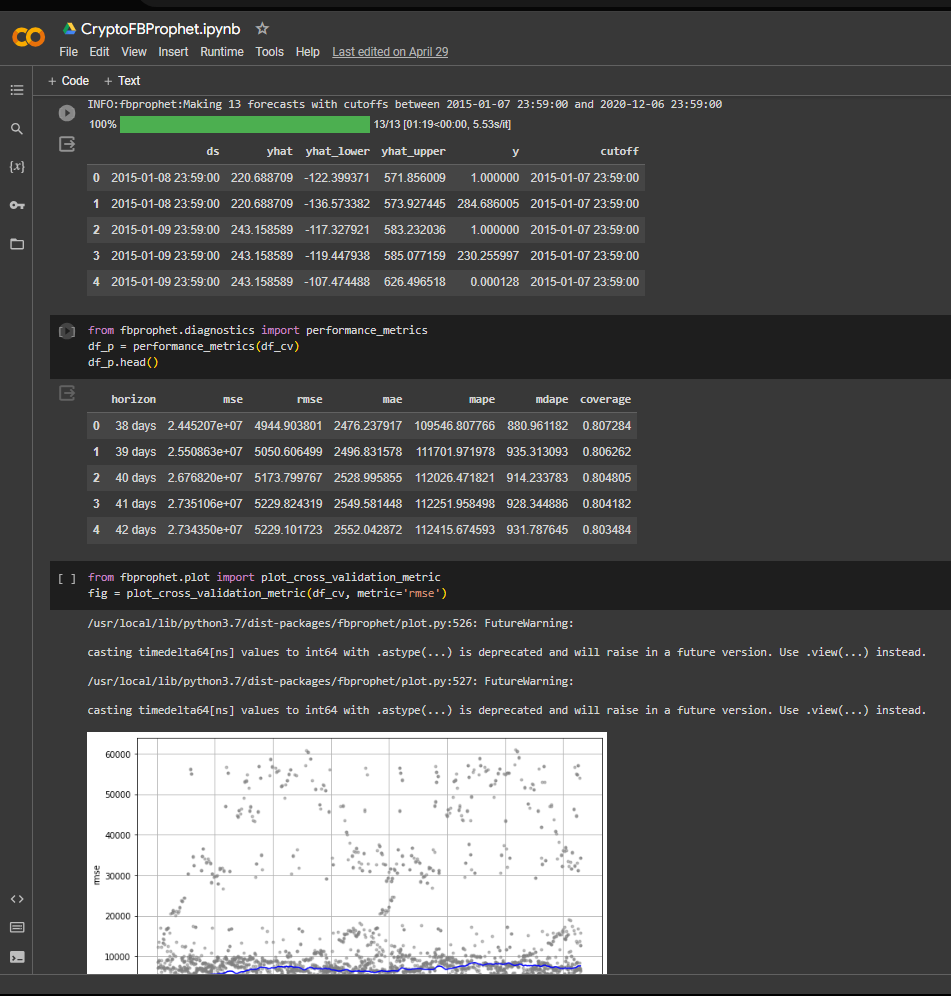 CryptoFBProphet.ipynb
File Edit View Insert Runtime Tools Help Last edited on April 29
+ Code + Text
INFO:fbprophet:Making 13 forecasts with cutoffs between 2015-01-07 23:59:00 and 2020-12-06 23:59:00
100% 13/13 [01:19<00:00, 5.53s/it]
ds yhat yhat_lower yhat_upper y cutoff
0 2015-01-08 23:59:00 220.688709 -122.399371 571.856009 1.000000 2015-01-07 23:59:00
1 2015-01-08 23:59:00 220.688709 -136.573382 573.927445 284.686005 2015-01-07 23:59:00
2 2015-01-09 23:59:00 243.158589 -117.327921 583.232036 1.000000 2015-01-07 23:59:00
3 2015-01-09 23:59:00 243.158589 -119.447938 585.077159 230.255997 2015-01-07 23:59:00
4 2015-01-09 23:59:00 243.158589 -107.474488 626.496518 0.000128 2015-01-07 23:59:00
from fbprophet.diagnostics import performance_metrics
df_p = performance_metrics(df_cv)
df_p.head()
horizon mse rmse mae mape mdape coverage
0 38 days 2.445207e+07 4944.903801 2476.237917 109546.807766 880.961182 0.807284
1 39 days 2.550863e+07 5050.606499 2496.831578 111701.971978 935.313093 0.806262
2 40 days 2.676820e+07 5173.799767 2528.995855 112026.471821 914.233783 0.804805
3 41 days 2.735106e+07 5229.824319 2549.581448 112251.958498 928.344886 0.804182
4 42 days 2.734350e+07 5229.101723 2552.042872 112415.674593 931.787645 0.803484
[ ] from fbprophet.plot import plot_cross_validation_metric
fig = plot_cross_validation_metric(df_cv, metric='rmse')
/usr/local/lib/python3.7/dist-packages/fbprophet/plot.py:526: FutureWarning:
casting timedelta64[ns] values to int64 with .astype(...) is deprecated and will raise in a future version. Use .view(...) instead.
/usr/local/lib/python3.7/dist-packages/fbprophet/plot.py:527: FutureWarning:
casting timedelta64[ns] values to int64 with .astype(...) is deprecated and will raise in a future version. Use .view(...) instead.
60000
50000
40000
30000
20000
10000
rmse